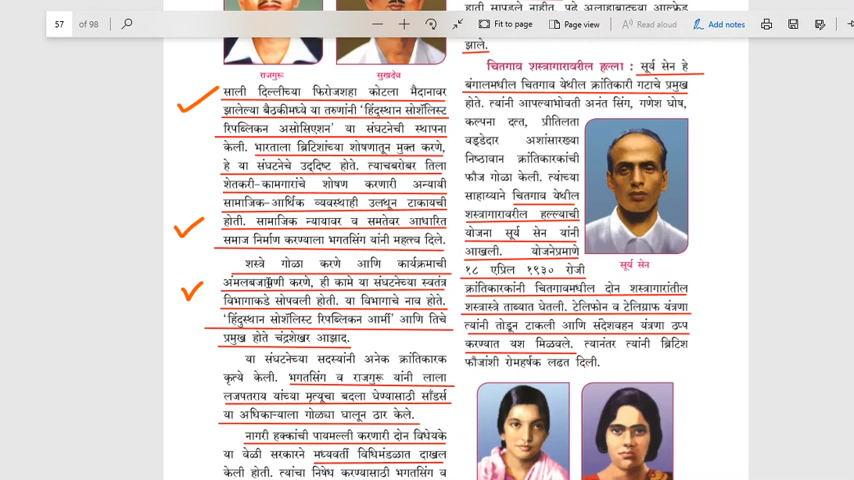 57 of 98
Fit to page
Page view
Read aloud
Add notes
राजगुरू
सुखदेव
साली दिल्लीच्या फिरोजशहा कोटला मैदानावर
झालेल्या बैठकीमध्ये या तरुणांनी 'हिंदुस्थान सोशॅलिस्ट
रिपब्लिकन असोसिएशन' या संघटनेची स्थापना
केली. भारताला ब्रिटिशांच्या शोषणातून मुक्त करणे,
हे या संघटनेचे उद्दिष्ट होते. त्याचबरोबर तिला
शेतकरी-कामगारांचे शोषण करणारी अन्यायी
सामाजिक-आर्थिक व्यवस्थाही उलथून टाकायची
होती. सामाजिक न्यायावर व समतेवर आधारित
समाज निर्माण करण्याला भगतसिंग यांनी महत्त्व दिले.
शस्त्रे गोळा करणे आणि कार्यक्रमाची
अंमलबजावणी करणे, ही कामे या संघटनेच्या स्वतंत्र
विभागाकडे सोपवली होती. या विभागाचे नाव होते.
'हिंदुस्थान सोशॅलिस्ट रिपब्लिकन आर्मी' आणि तिचे
प्रमुख होते चंद्रशेखर आझाद.
या संघटनेच्या सदस्यांनी अनेक क्रांतिकारक
कृत्ये केली. भगतसिंग व राजगुरू यांनी लाला
लजपतराय यांच्या मृत्यूचा बदला घेण्यासाठी साँडर्स
या अधिकाऱ्याला गोळ्या घालून ठार केले.
नागरी हक्कांची पायमल्ली करणारी दोन विधेयके
या वेळी सरकारने मध्यवर्ती विधिमंडळात दाखल
केली होती. त्यांचा निषेध करण्यासाठी भगतसिंग व
हाती सापडले नाहीत. पुढे अलाहाबादच्या आल्फ्रेड
झाले.
चितगाव शस्त्रागारावरील हल्ला : सूर्य सेन हे
बंगालमधील चितगाव येथील क्रांतिकारी गटाचे प्रमुख
होते. त्यांनी आपल्याभोवती अनंत सिंग, गणेश घोष,
कल्पना दत्त, प्रीतिलता
वड्डेदार अशांसारख्या
निष्ठावान क्रांतिकारकांची
फौज गोळा केली. त्यांच्या
साहाय्याने चितगाव येथील
शस्त्रागारावरील हल्ल्याची
योजना सूर्य सेन यांनी
आखली. योजनेप्रमाणे
१८ एप्रिल १९३० रोजी
सूर्य सेन
क्रांतिकारकांनी चितगावमधील दोन शस्त्रागारांतील
शस्त्रास्त्रे ताब्यात घेतली. टेलिफोन व टेलिग्राफ यंत्रणा
त्यांनी तोडून टाकली आणि संदेशवहन यंत्रणा ठप्प
करण्यात यश मिळवले. त्यानंतर त्यांनी ब्रिटिश
फौजांशी रोमहर्षक लढत दिली.